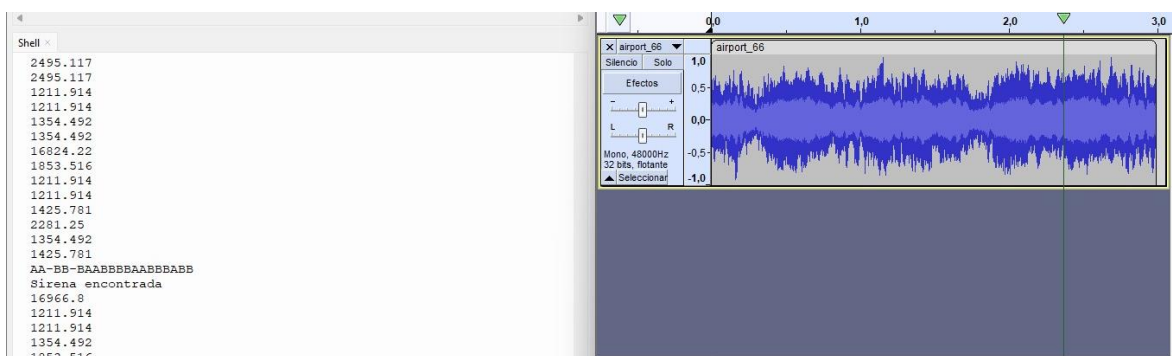 Shell ×
2495.117
2495.117
1211.914
1211.914
1354.492
1354.492
16824.22
1853.516
1211.914
1211.914
1425.781
2281.25
1354.492
1425.781
AA-BB-BAABBBBAABBBABB
Sirena encontrada
16966.8
1211.914
1211.914
1354.492
1853.516
0,0 1,0 2,0 3,0
× airport_66 ▼
airport_66
Silencio Solo
Efectos
- +
L R
Mono, 48000Hz
32 bits, flotante
▲ Seleccionar
1,0
0,5
0,0
-0,5
-1,0